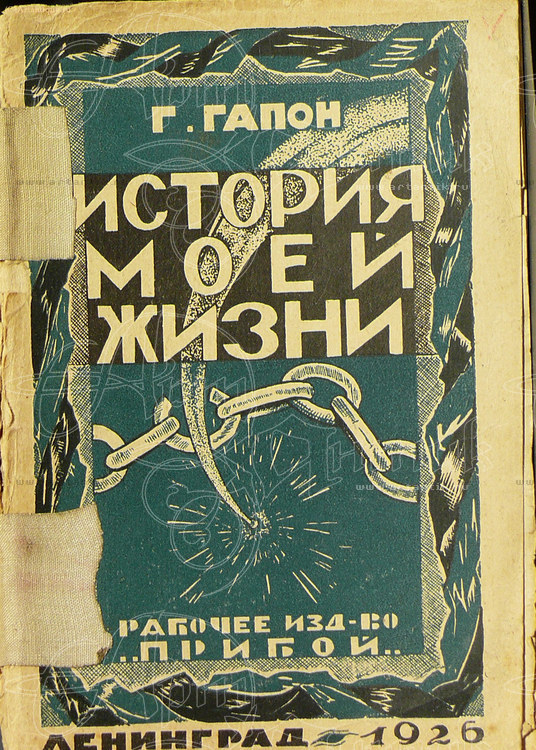 Г. ГАПОН
ИСТОРИЯ
МОЕЙ
ЖИЗНИ
РАБОЧЕЕ ИЗД-ВО
„ПРИБОЙ„
ЛЕНИНГРАД 1926